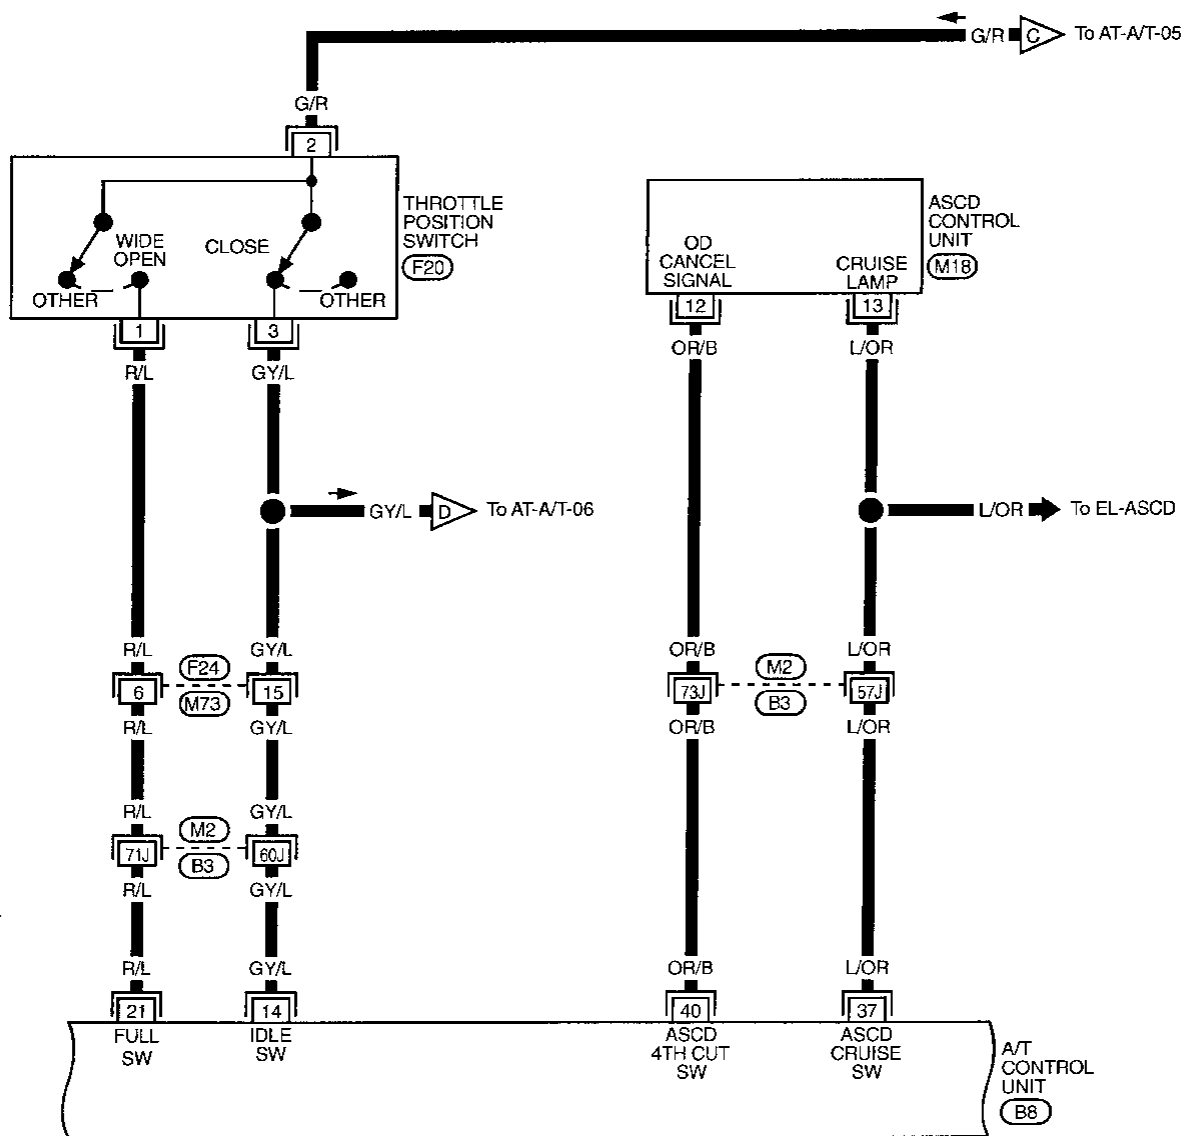 G/R C To AT-A/T-05
G/R
2
THROTTLE
POSITION
SWITCH
F20
WIDE
OPEN
CLOSE
OTHER
OTHER
ASCD
CONTROL
UNIT
M18
OD
CANCEL
SIGNAL
CRUISE
LAMP
1 3
12 13
R/L GY/L
OR/B L/OR
GY/L D To AT-A/T-06
L/OR To EL-ASCD
R/L GY/L OR/B L/OR
6 F24 15
M73
73J M2 57J
B3
R/L GY/L OR/B L/OR
R/L GY/L
71J M2 60J
B3
R/L GY/L
R/L GY/L OR/B L/OR
21 14 40 37
FULL
SW
IDLE
SW
ASCD
4TH CUT
SW
ASCD
CRUISE
SW
A/T
CONTROL
UNIT
B8